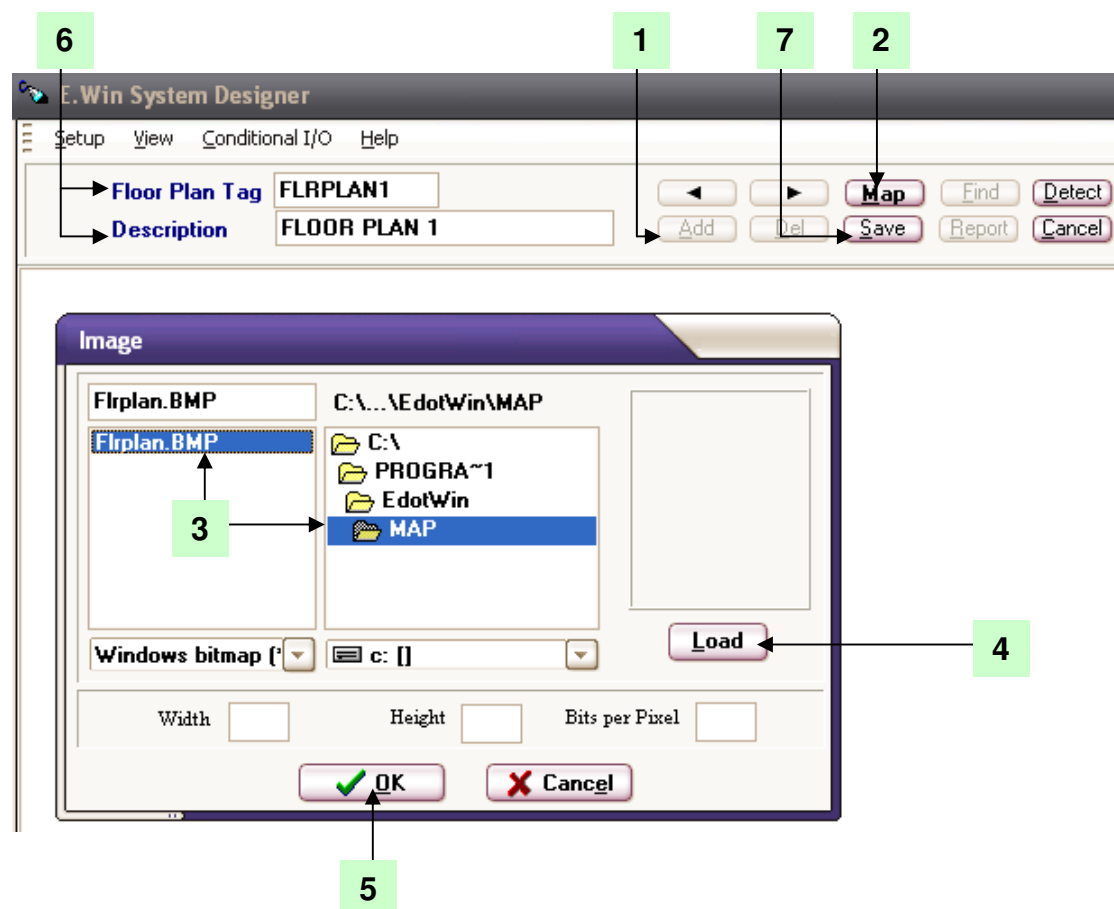 6 1 7 2
E.Win System Designer
Setup View Conditional I/O Help
Floor Plan Tag FLRPLAN1 ◄ ► Map Find Detect
Description FLOOR PLAN 1 Add Del Save Report Cancel
Image
Flrplan.BMP C:\...\EdotWin\MAP
Flrplan.BMP C:\
PROGRA~1
EdotWin
3 MAP
Windows bitmap (* c: [] Load 4
Width Height Bits per Pixel
OK Cancel
5